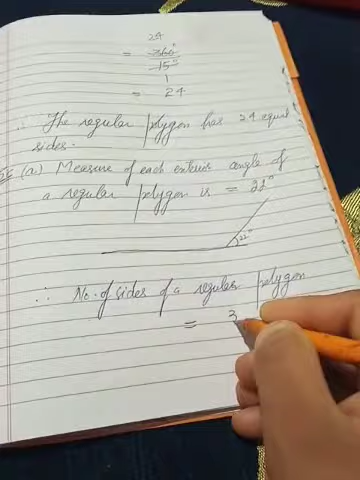 24
= 360°
15°
1
= 24
∴ The regular polygon has 24 equal
sides.
(a) Measure of each exterior angle of
a regular polygon is = 22°
22°
∴ No. of sides of a regular polygon
= 3